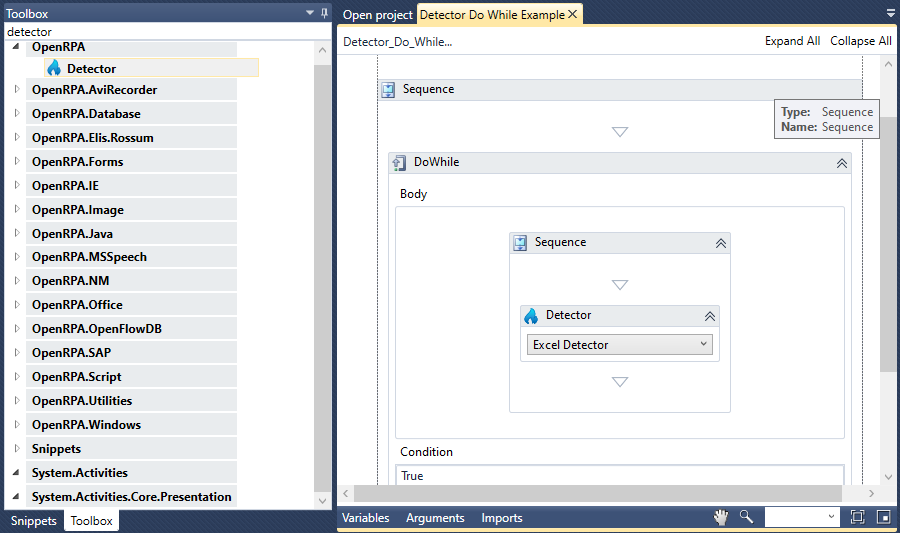 Toolbox
detector
OpenRPA
Detector
OpenRPA.AviRecorder
OpenRPA.Database
OpenRPA.Elis.Rossum
OpenRPA.Forms
OpenRPA.IE
OpenRPA.Image
OpenRPA.Java
OpenRPA.MSSpeech
OpenRPA.NM
OpenRPA.Office
OpenRPA.OpenFlowDB
OpenRPA.SAP
OpenRPA.Script
OpenRPA.Utilities
OpenRPA.Windows
Snippets
System.Activities
System.Activities.Core.Presentation
Snippets Toolbox
Open project Detector Do While Example
Detector_Do_While... Expand All Collapse All
Sequence
Type: Sequence
Name: Sequence
DoWhile
Body
Sequence
Detector
Excel Detector
Condition
True
Variables Arguments Imports